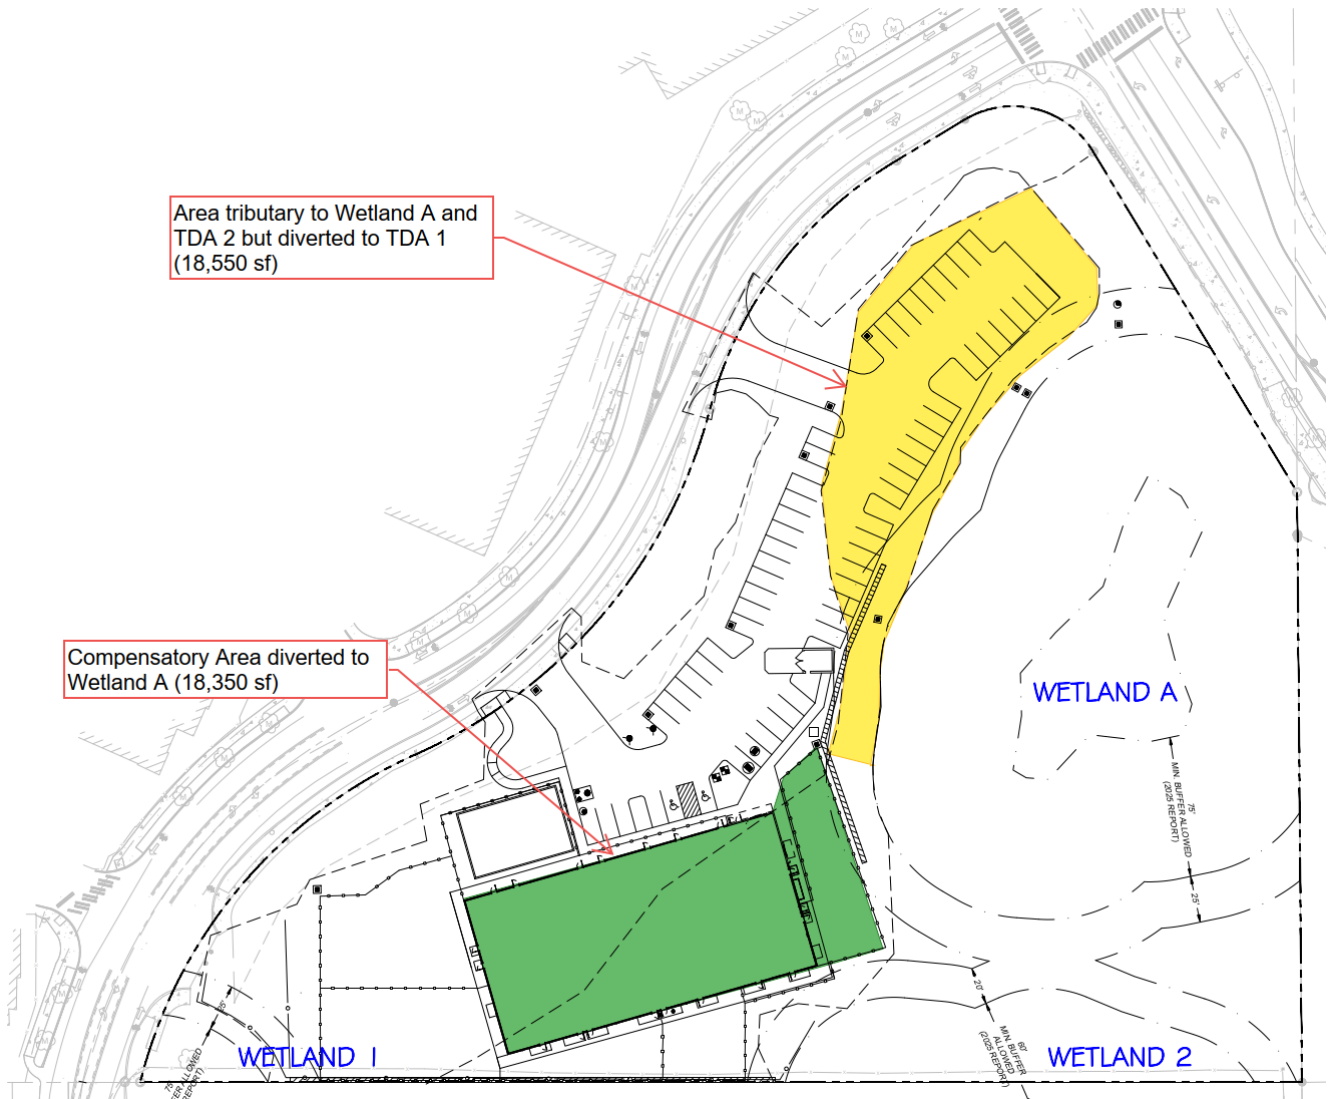 Area tributary to Wetland A and
TDA 2 but diverted to TDA 1
(18,550 sf)
Compensatory Area diverted to
Wetland A (18,350 sf)
WETLAND A
75'
MIN. BUFFER ALLOWED
(2025 REPORT)
25'
20'
60'
MIN. BUFFER
ALLOWED
(2025 REPORT)
WETLAND 1
WETLAND 2
75'